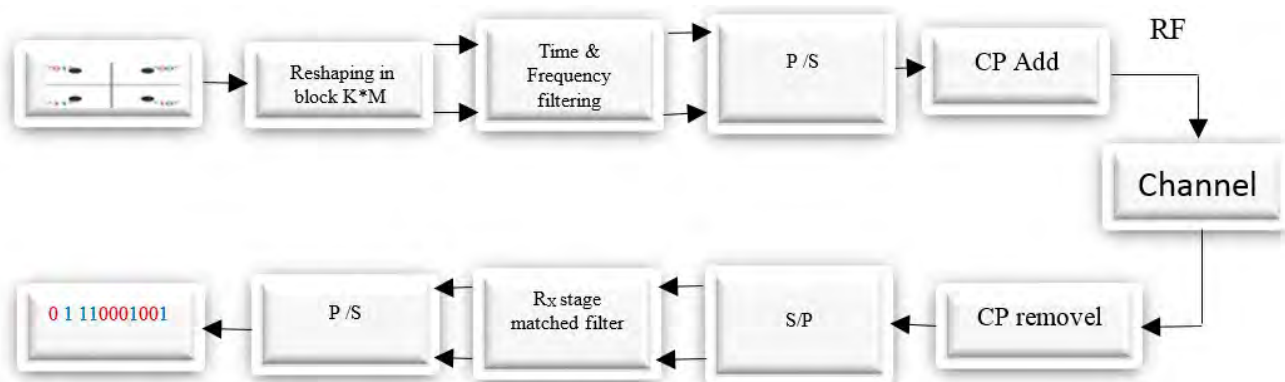 Reshaping in
block K*M
Time &
Frequency
filtering
P /S
CP Add
RF
Channel
CP removel
S/P
Rx stage
matched filter
P /S
0 1 110001001